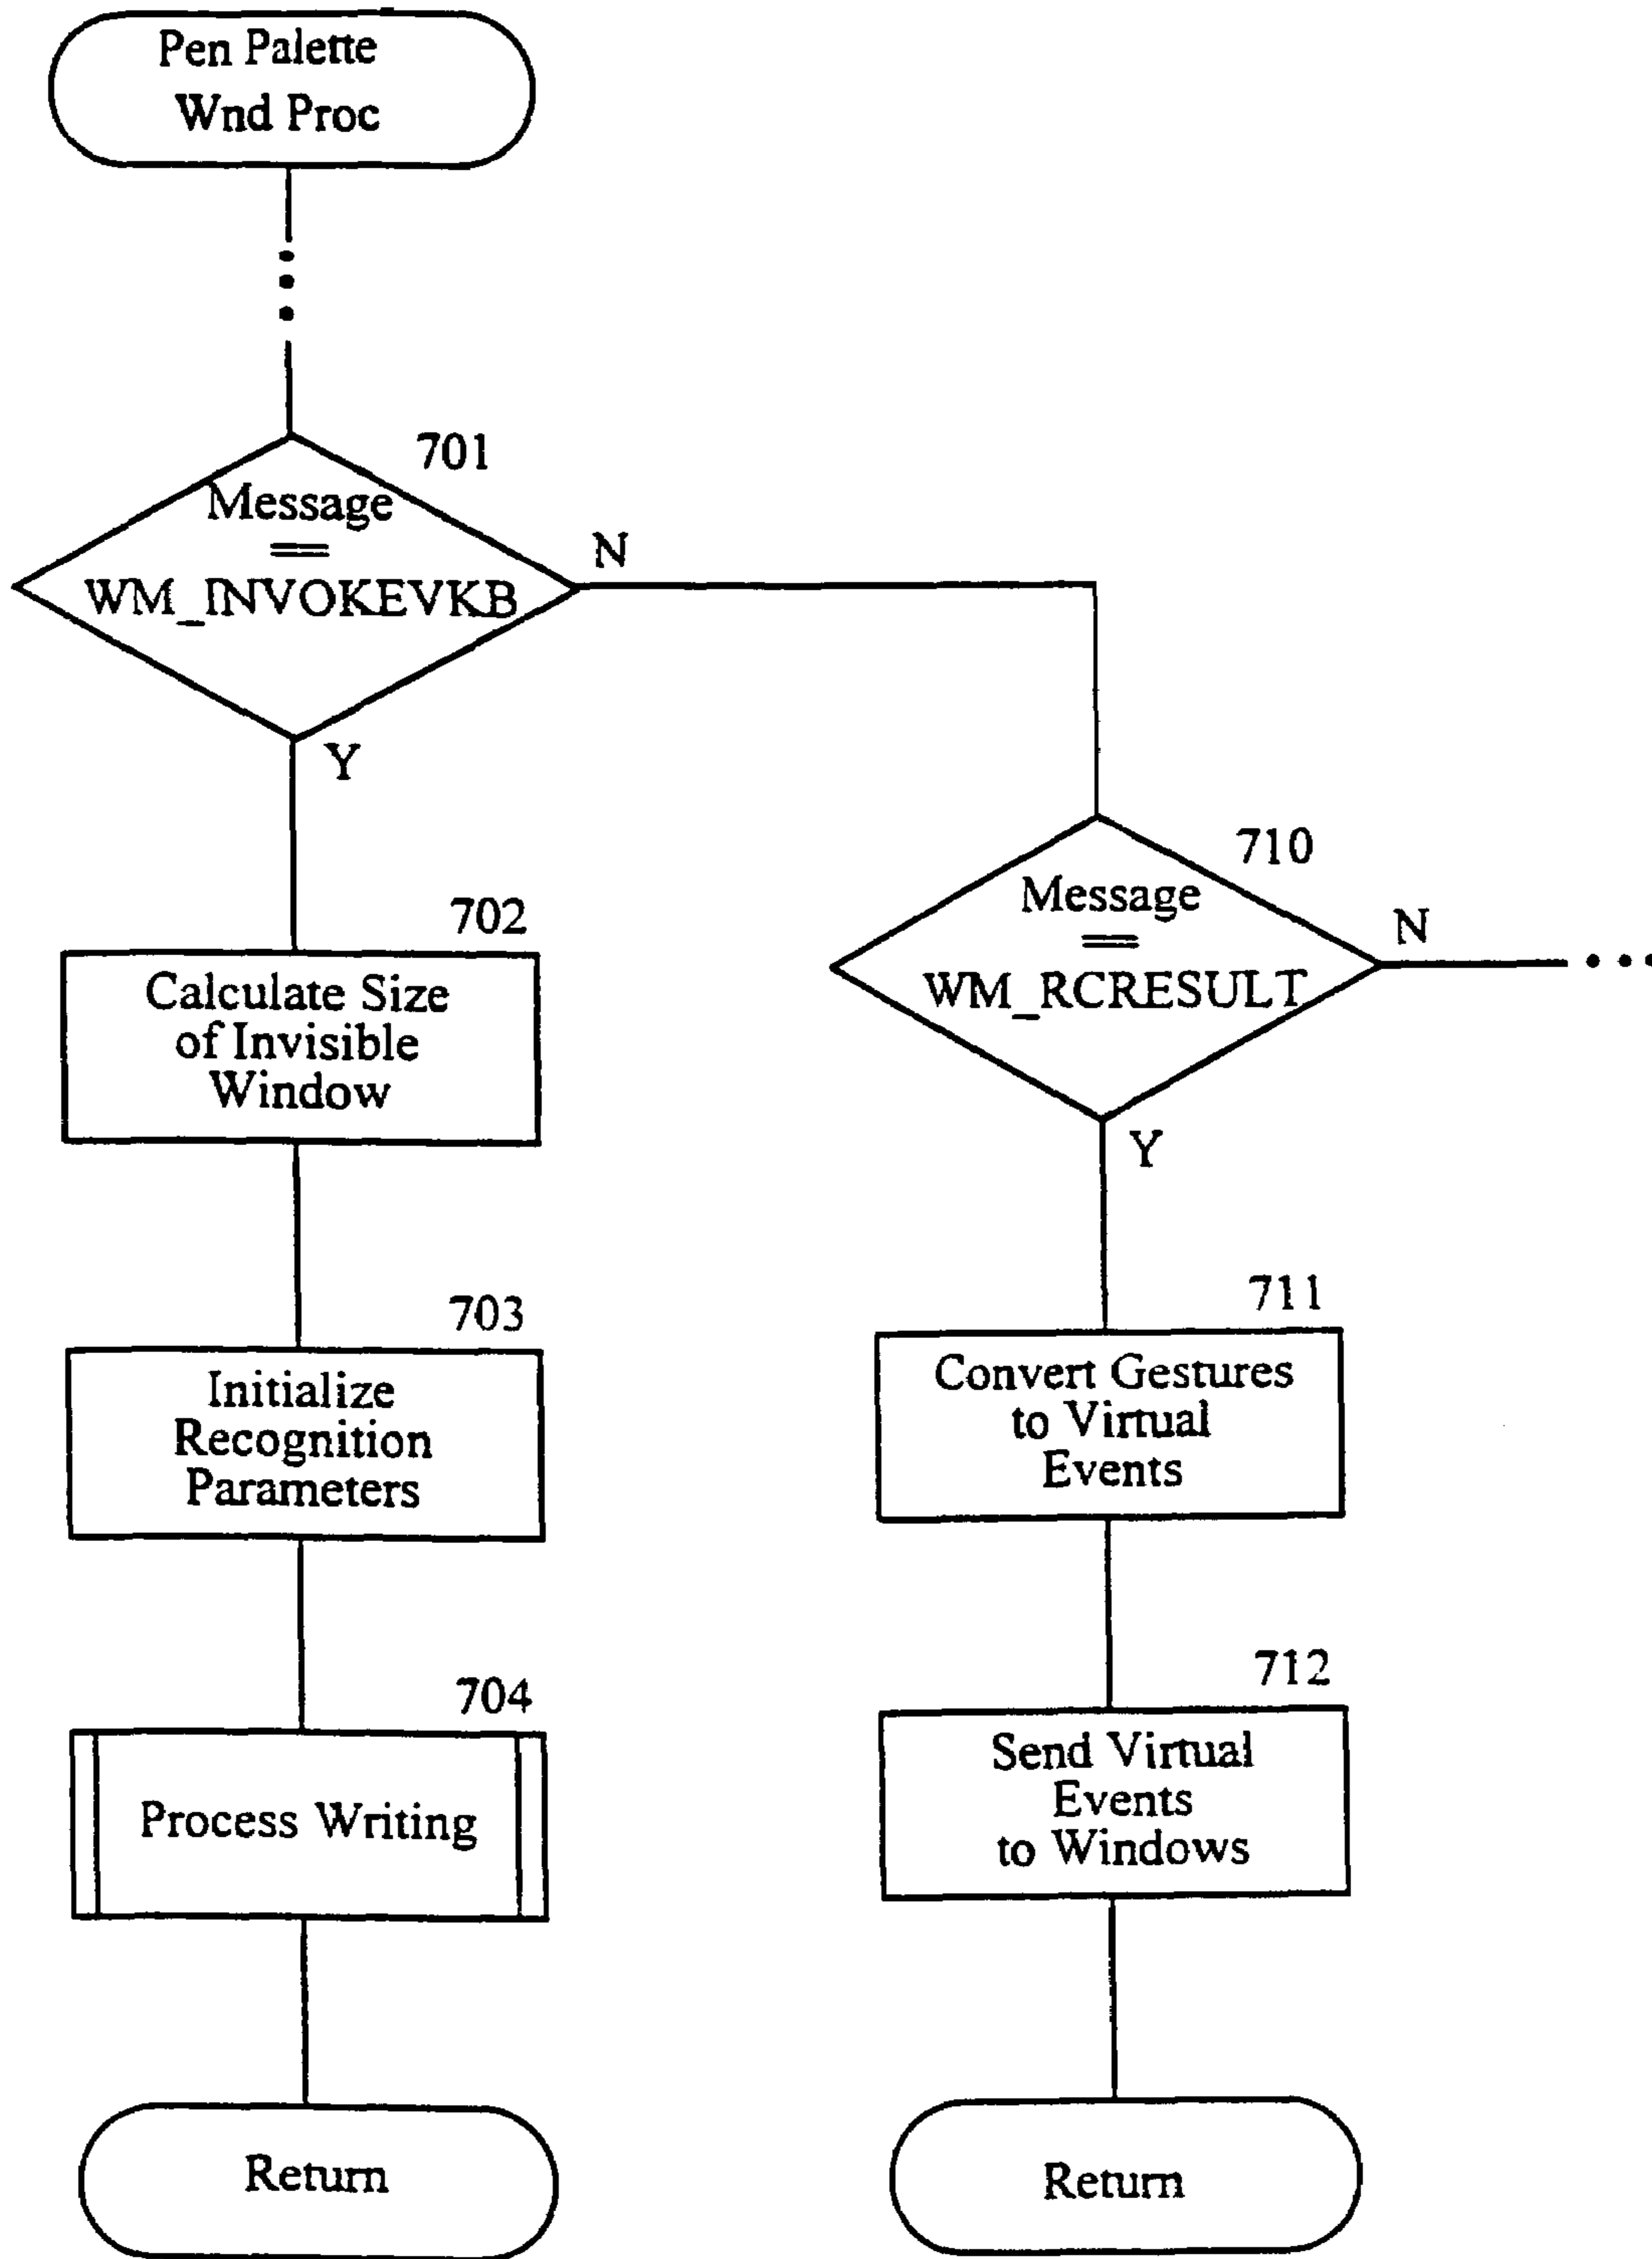 Pen Palette
Wnd Proc
701
Message
==
WM_INVOKEVKB
N
Y
702
Calculate Size
of Invisible
Window
703
Initialize
Recognition
Parameters
704
Process Writing
Return
710
Message
==
WM_RCRESULT
N
Y
711
Convert Gestures
to Virtual
Events
712
Send Virtual
Events
to Windows
Return